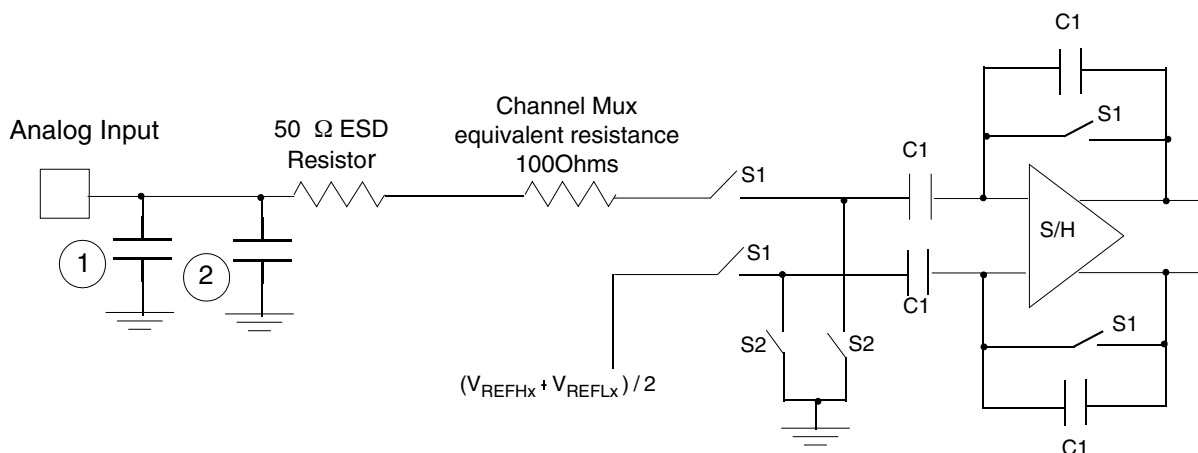 C1
Analog Input
50 Ω ESD
Resistor
Channel Mux
equivalent resistance
100Ohms
S1
C1
S1
S/H
1
2
S1
C1
S1
S2
S2
(VREFHx + VREFLx) / 2
C1